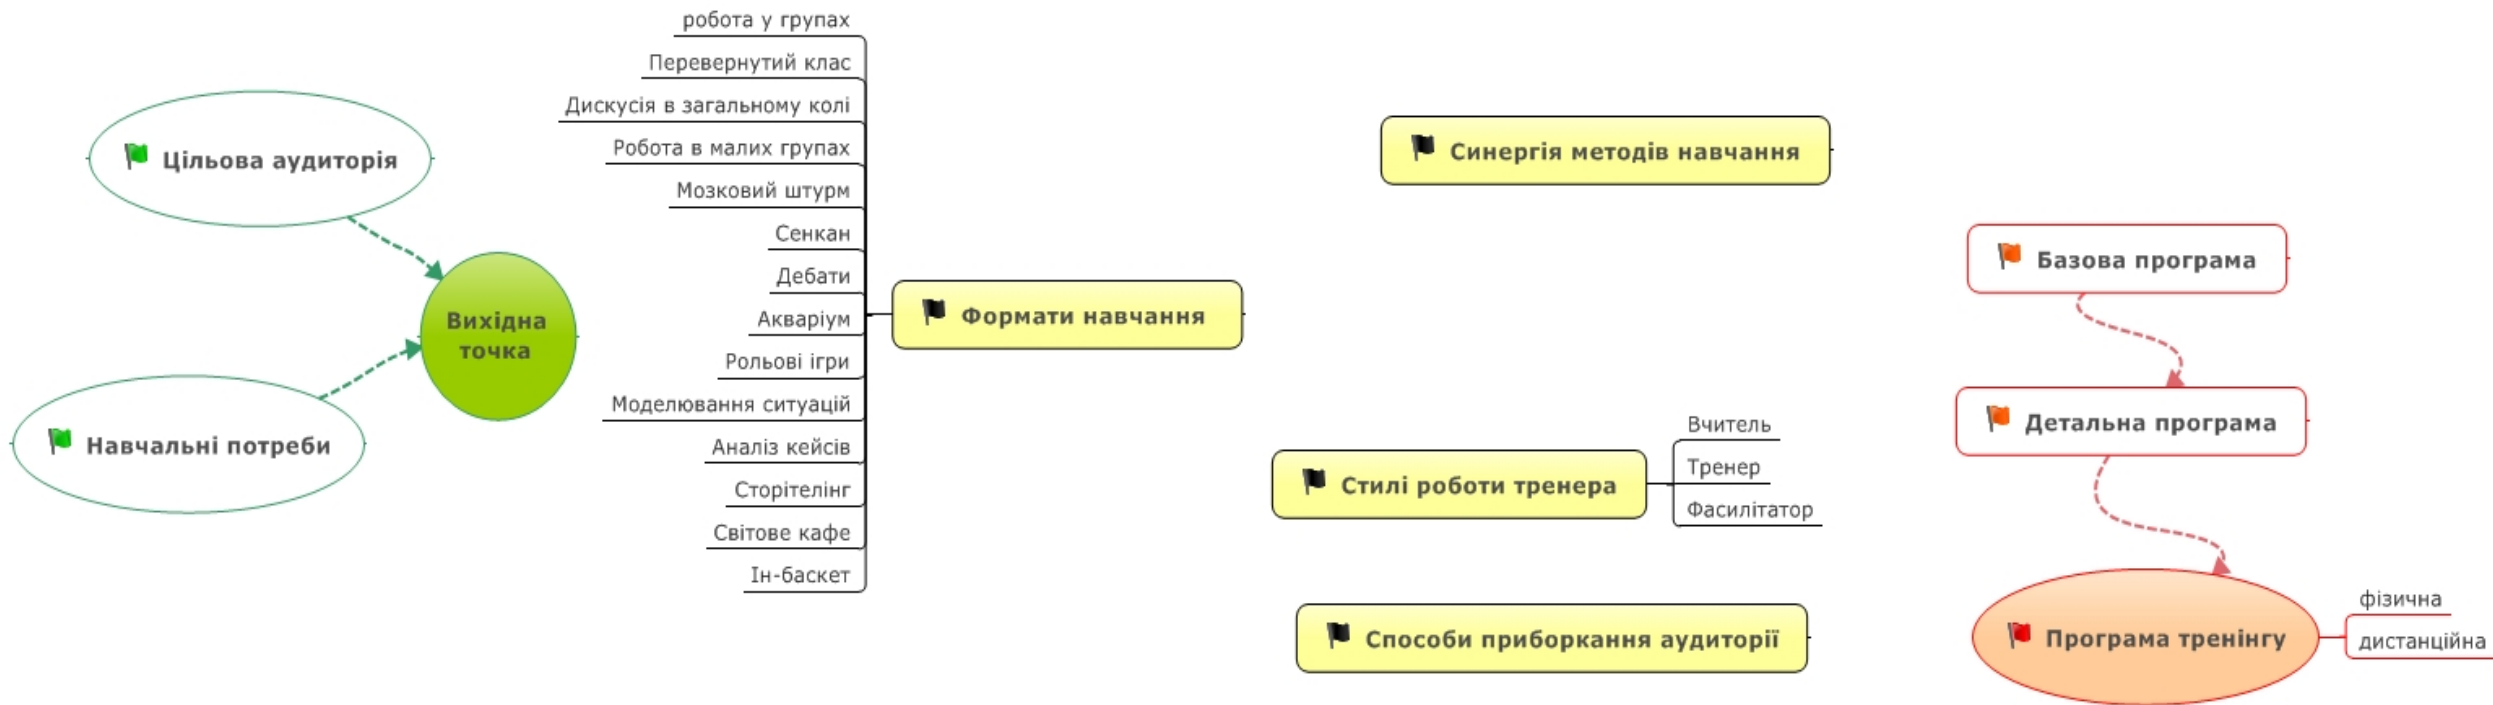 Цільова аудиторія
Навчальні потреби
Вихідна
точка
робота у групах
Перевернутий клас
Дискусія в загальному колі
Робота в малих групах
Мозковий штурм
Сенкан
Дебати
Акваріум
Рольові ігри
Моделювання ситуацій
Аналіз кейсів
Сторітелінг
Світове кафе
Ін-баскет
Формати навчання
Синергія методів навчання
Стилі роботи тренера
Вчитель
Тренер
Фасилітатор
Способи приборкання аудиторії
Базова програма
Детальна програма
Програма тренінгу
фізична
дистанційна